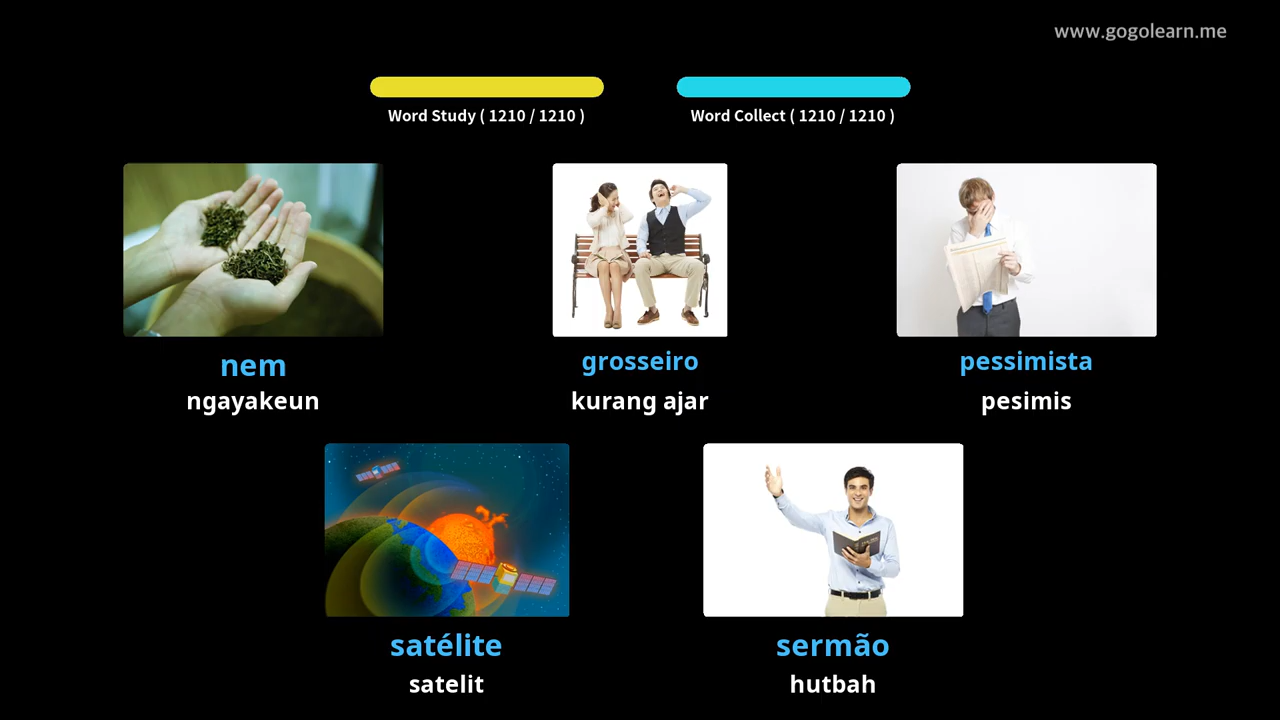 www.gogolearn.me
Word Study ( 1210 / 1210 )
Word Collect ( 1210 / 1210 )
nem
ngayakeun
grosseiro
kurang ajar
pessimista
pesimis
satélite
satelit
sermão
hutbah